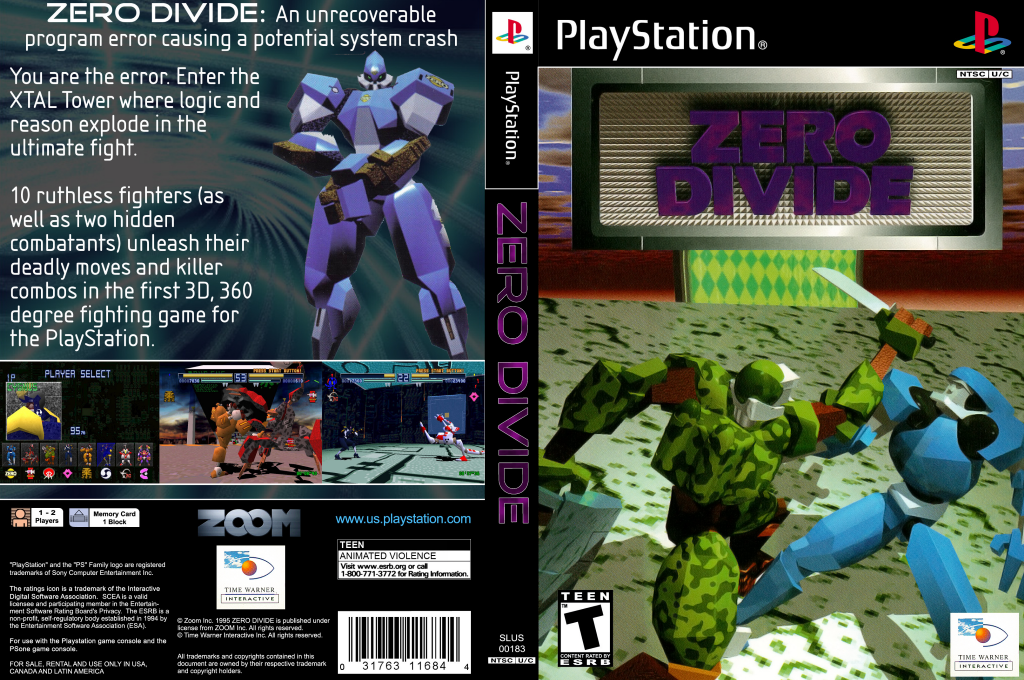 ZERO DIVIDE: An unrecoverable
program error causing a potential system crash
You are the error. Enter the
XTAL Tower where logic and
reason explode in the
ultimate fight.
10 ruthless fighters (as
well as two hidden
combatants) unleash their
deadly moves and killer
combos in the first 3D, 360
degree fighting game for
the PlayStation.
PLAYER SELECT
1P
PRESS START BUTTON!
53
PRESS START BUTTON!
22
1 - 2
Players
Memory Card
1 Block
ZOOM
www.us.playstation.com
"PlayStation" and the "PS" Family logo are registered
trademarks of Sony Computer Entertainment Inc.
The ratings icon is a trademark of the Interactive
Digital Software Association. SCEA is a valid
licensee and participating member in the Entertain-
ment Software Rating Board's Privacy. The ESRB is a
non-profit, self-regulatory body established in 1994 by
the Entertainment Software Association (ESA).
For use with the Playstation game console and the
PSone game console.
FOR SALE, RENTAL AND USE ONLY IN USA,
CANADA AND LATIN AMERICA
TIME WARNER
INTERACTIVE
© Zoom Inc. 1995 ZERO DIVIDE is published under
license from ZOOM Inc. All rights reserved.
© Time Warner Interactive Inc. All rights reserved.
All trademarks and copyrights contained in this
document are owned by their respective trademark
and copyright holders.
TEEN
ANIMATED VIOLENCE
Visit www.esrb.org or call
1-800-771-3772 for Rating Information.
0 31763 11684 4
®
PlayStation®
ZERO DIVIDE
SLUS
00183
NTSC U/C
PlayStation®
®
NTSC U/C
ZERO
DIVIDE
TEEN
TM
T
CONTENT RATED BY
ESRB
TIME WARNER
INTERACTIVE